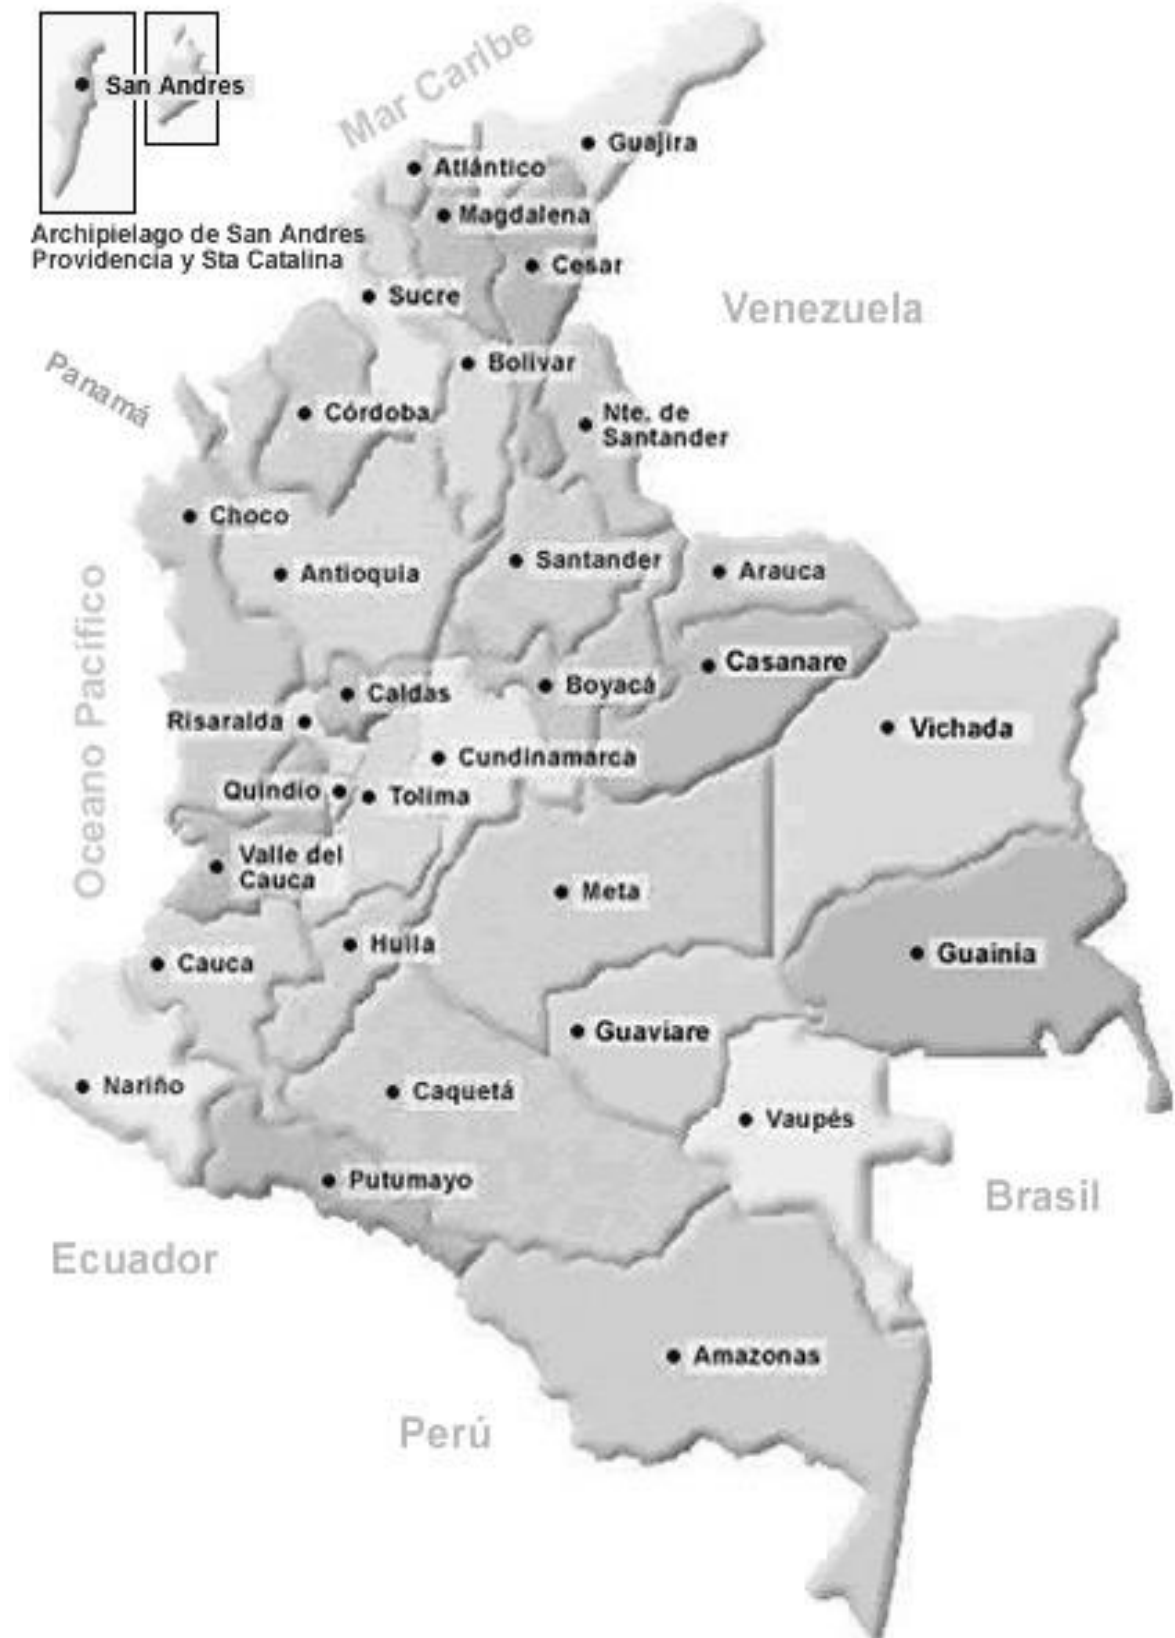 San Andres
Mar Caribe
Guajira
Atlántico
Magdalena
Archipielago de San Andres
Providencia y Sta Catalina
Cesar
Sucre
Venezuela
Bolivar
Panamá
Córdoba
Nte. de
Santander
Choco
Antioquia
Santander
Arauca
Oceano Pacífico
Caldas
Boyacá
Casanare
Risaralda
Vichada
Cundinamarca
Quindio
Tolima
Valle del
Cauca
Meta
Huila
Cauca
Guainia
Guaviare
Nariño
Caquetá
Vaupés
Putumayo
Brasil
Ecuador
Amazonas
Perú